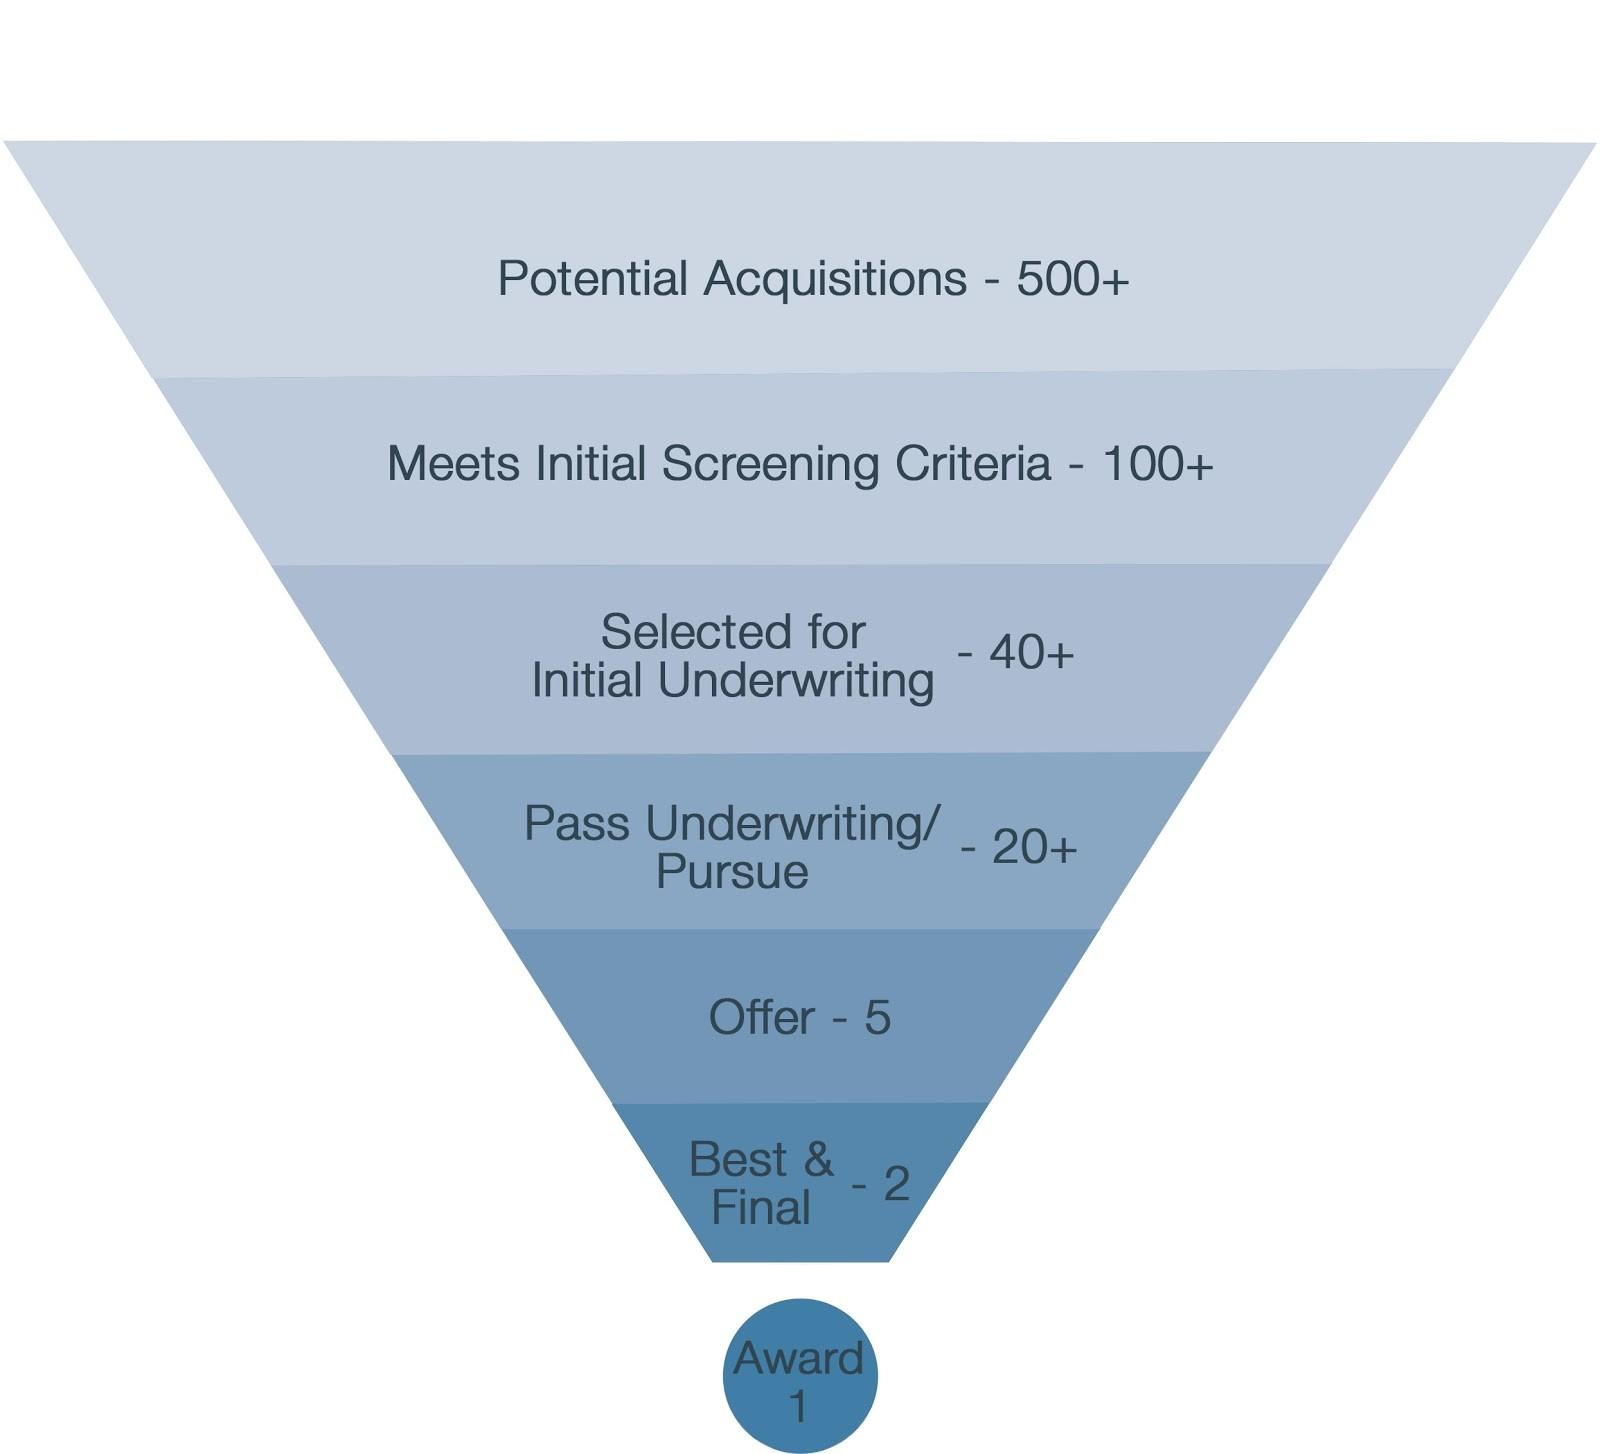 Potential Acquisitions - 500+
Meets Initial Screening Criteria - 100+
Selected for
Initial Underwriting - 40+
Pass Underwriting/
Pursue - 20+
Offer - 5
Best &
Final - 2
Award
1